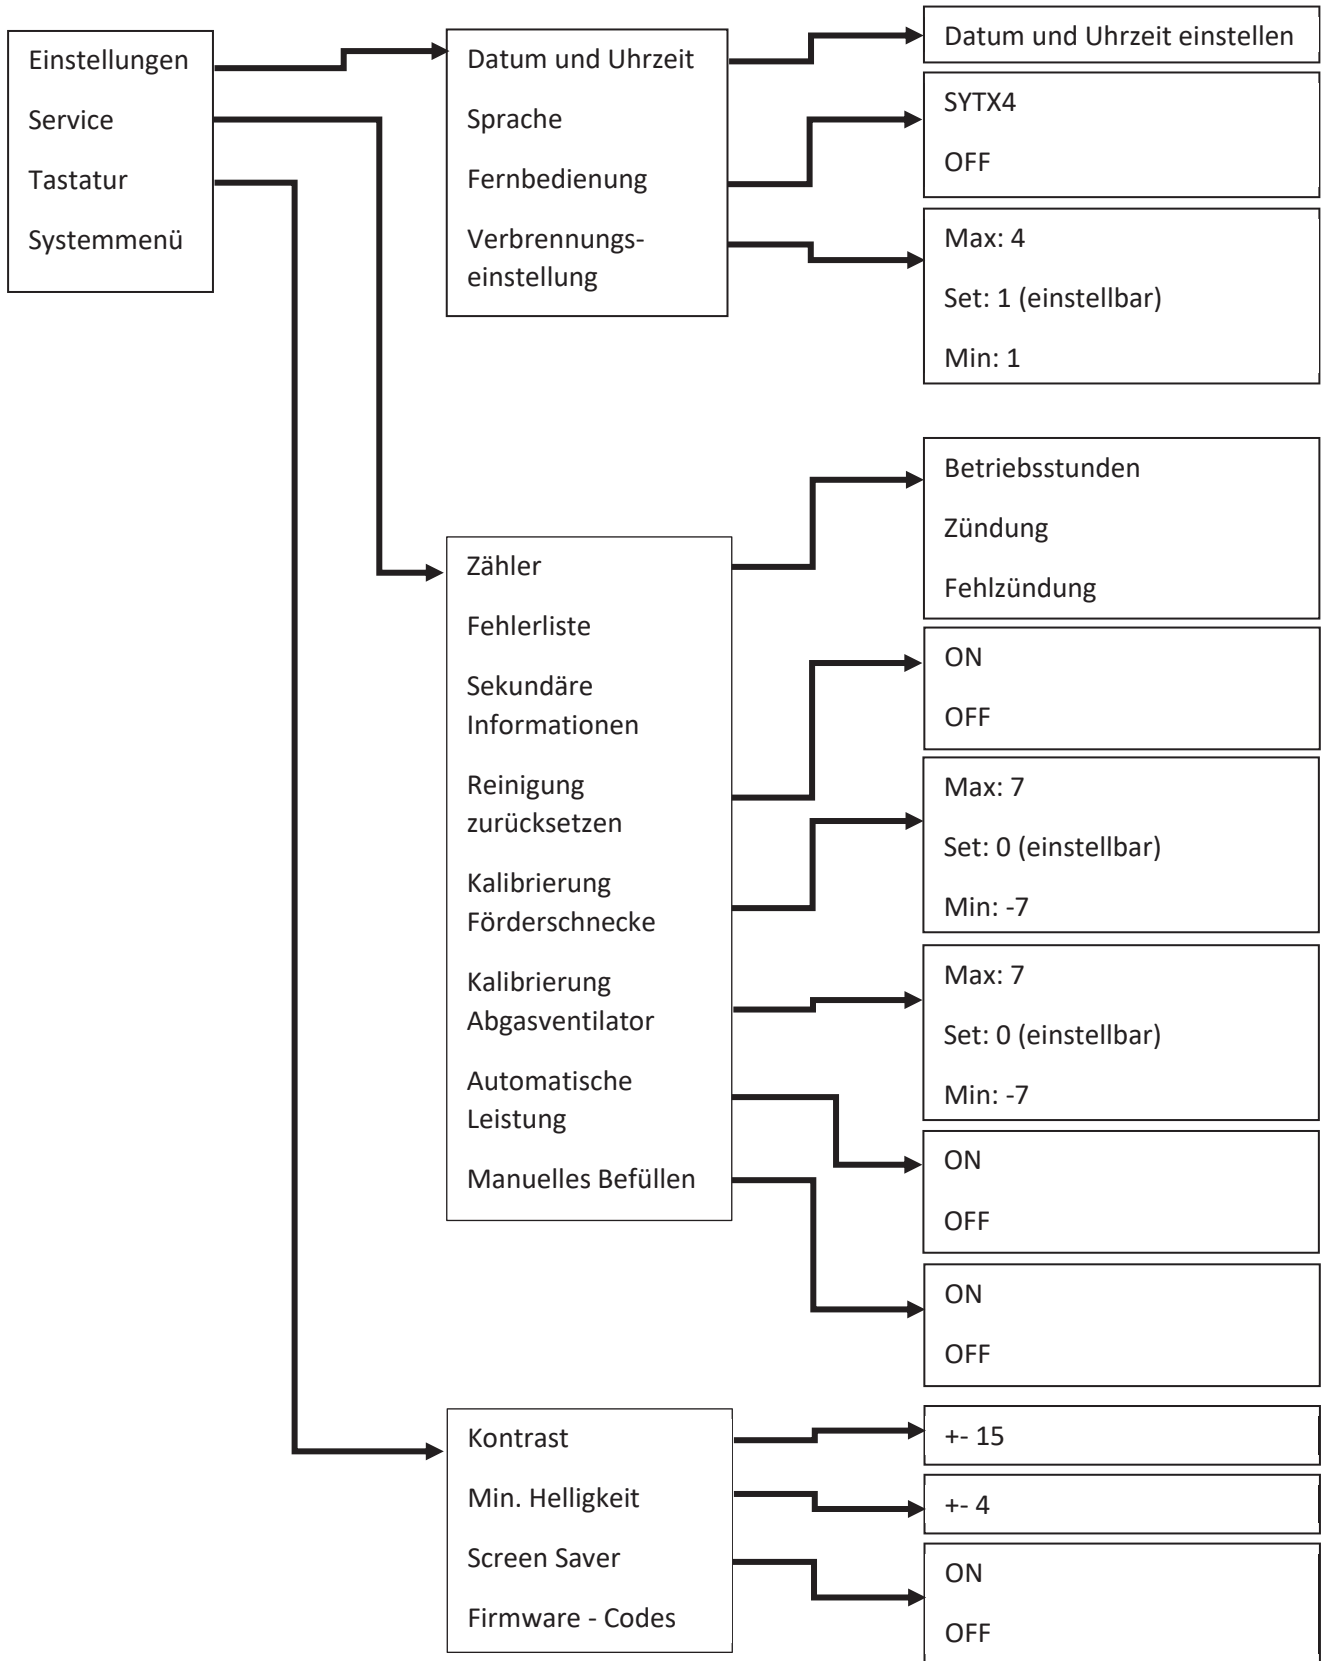 Einstellungen
Service
Tastatur
Systemmenü
Datum und Uhrzeit
Sprache
Fernbedienung
Verbrennungs-
einstellung
Datum und Uhrzeit einstellen
SYTX4
OFF
Max: 4
Set: 1 (einstellbar)
Min: 1
Zähler
Fehlerliste
Sekundäre
Informationen
Reinigung
zurücksetzen
Kalibrierung
Förderschnecke
Kalibrierung
Abgasventilator
Automatische
Leistung
Manuelles Befüllen
Betriebsstunden
Zündung
Fehlzündung
ON
OFF
Max: 7
Set: 0 (einstellbar)
Min: -7
Max: 7
Set: 0 (einstellbar)
Min: -7
ON
OFF
ON
OFF
Kontrast
Min. Helligkeit
Screen Saver
Firmware - Codes
+- 15
+- 4
ON
OFF